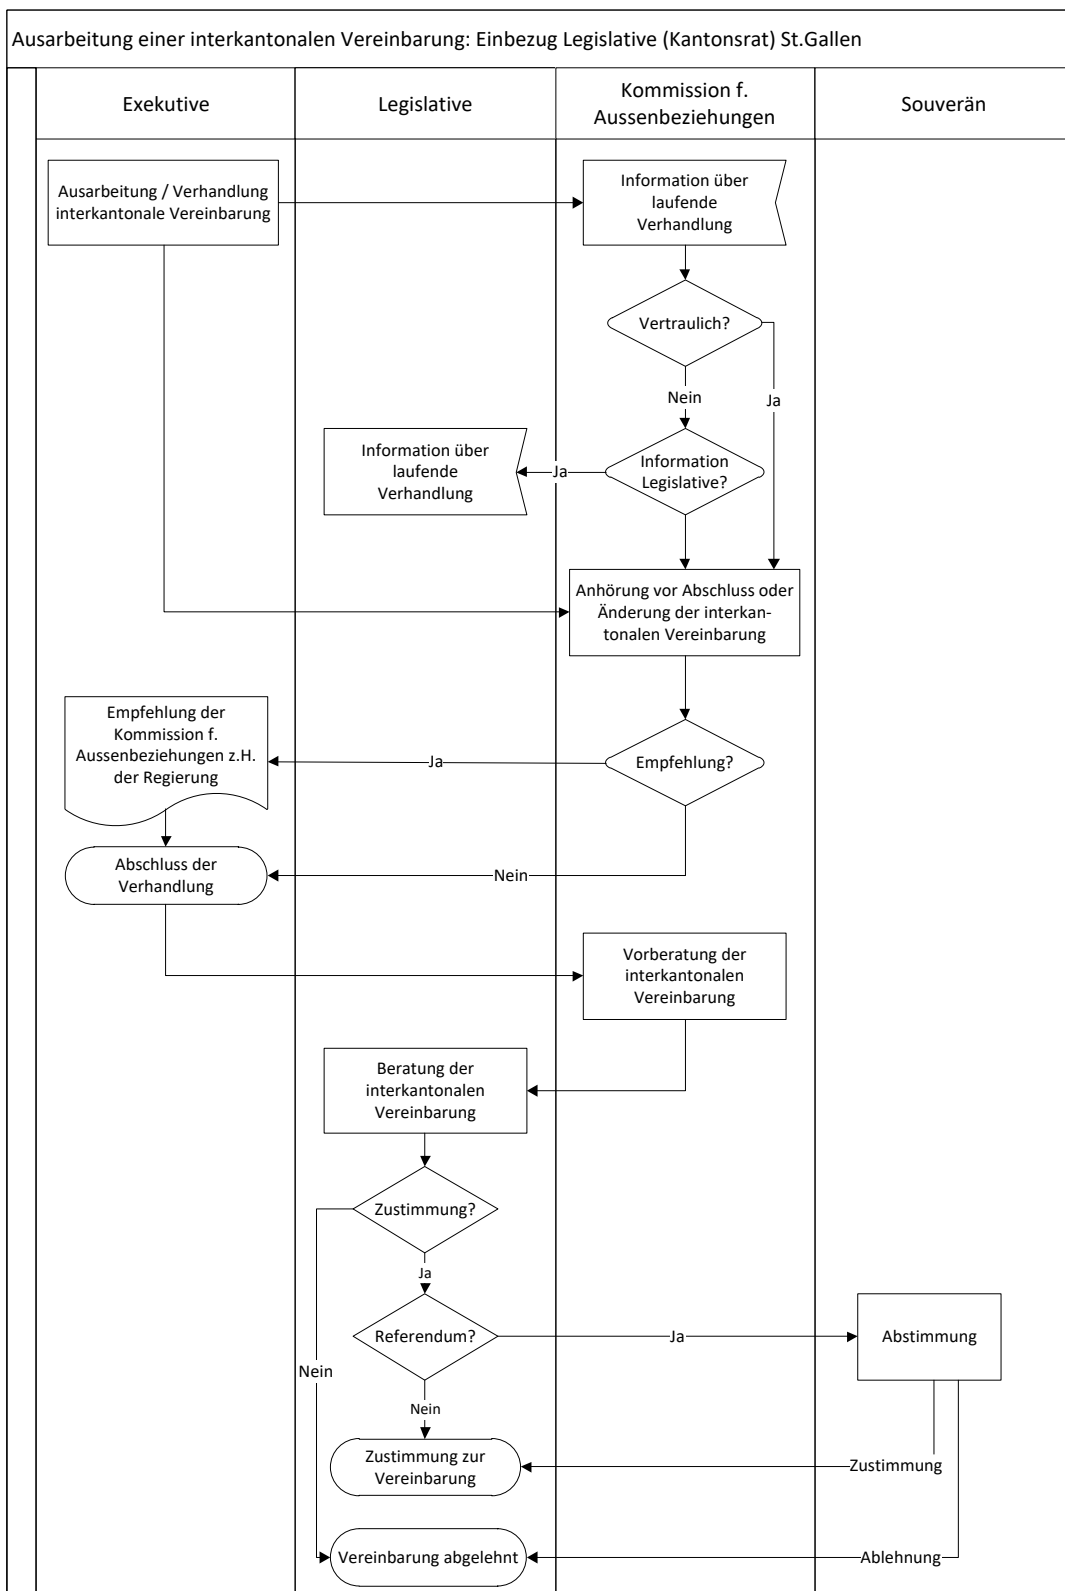 Ausarbeitung einer interkantonalen Vereinbarung: Einbezug Legislative (Kantonsrat) St.Gallen
Exekutive
Legislative
Kommission f.
Aussenbeziehungen
Souverän
Ausarbeitung / Verhandlung
interkantonale Vereinbarung
Information über
laufende
Verhandlung
Vertraulich?
Nein
Ja
Information über
laufende
Verhandlung
Ja
Information
Legislative?
Anhörung vor Abschluss oder
Änderung der interkan-
tonalen Vereinbarung
Empfehlung der
Kommission f.
Aussenbeziehungen z.H.
der Regierung
Ja
Empfehlung?
Abschluss der
Verhandlung
Nein
Vorberatung der
interkantonalen
Vereinbarung
Beratung der
interkantonalen
Vereinbarung
Zustimmung?
Ja
Referendum?
Ja
Abstimmung
Nein
Nein
Zustimmung zur
Vereinbarung
Zustimmung
Vereinbarung abgelehnt
Ablehnung